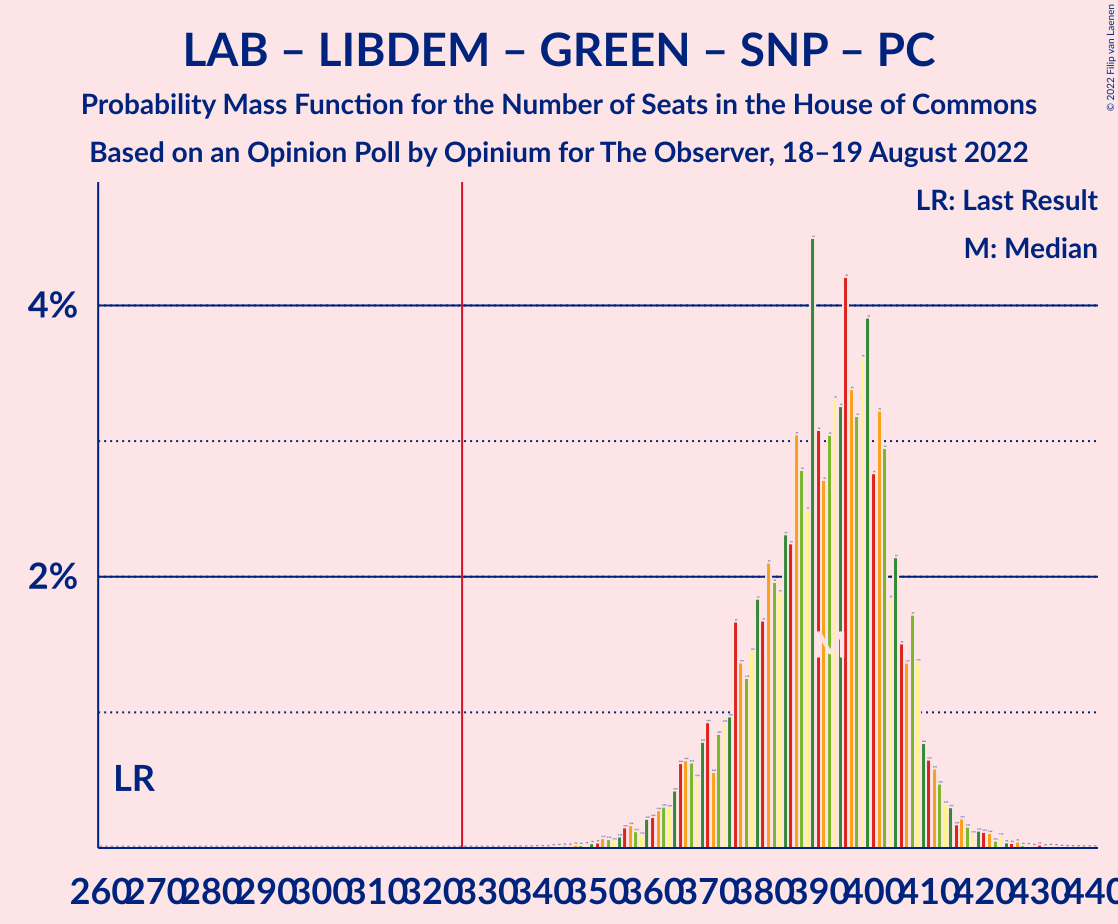 LAB – LIBDEM – GREEN – SNP – PC
Probability Mass Function for the Number of Seats in the House of Commons
Based on an Opinion Poll by Opinium for The Observer, 18–19 August 2022
© 2022 Filip van Laenen
LR: Last Result
M: Median
4%
2%
LR
M
260 270 280 290 300 310 320 330 340 350 360 370 380 390 400 410 420 430 440